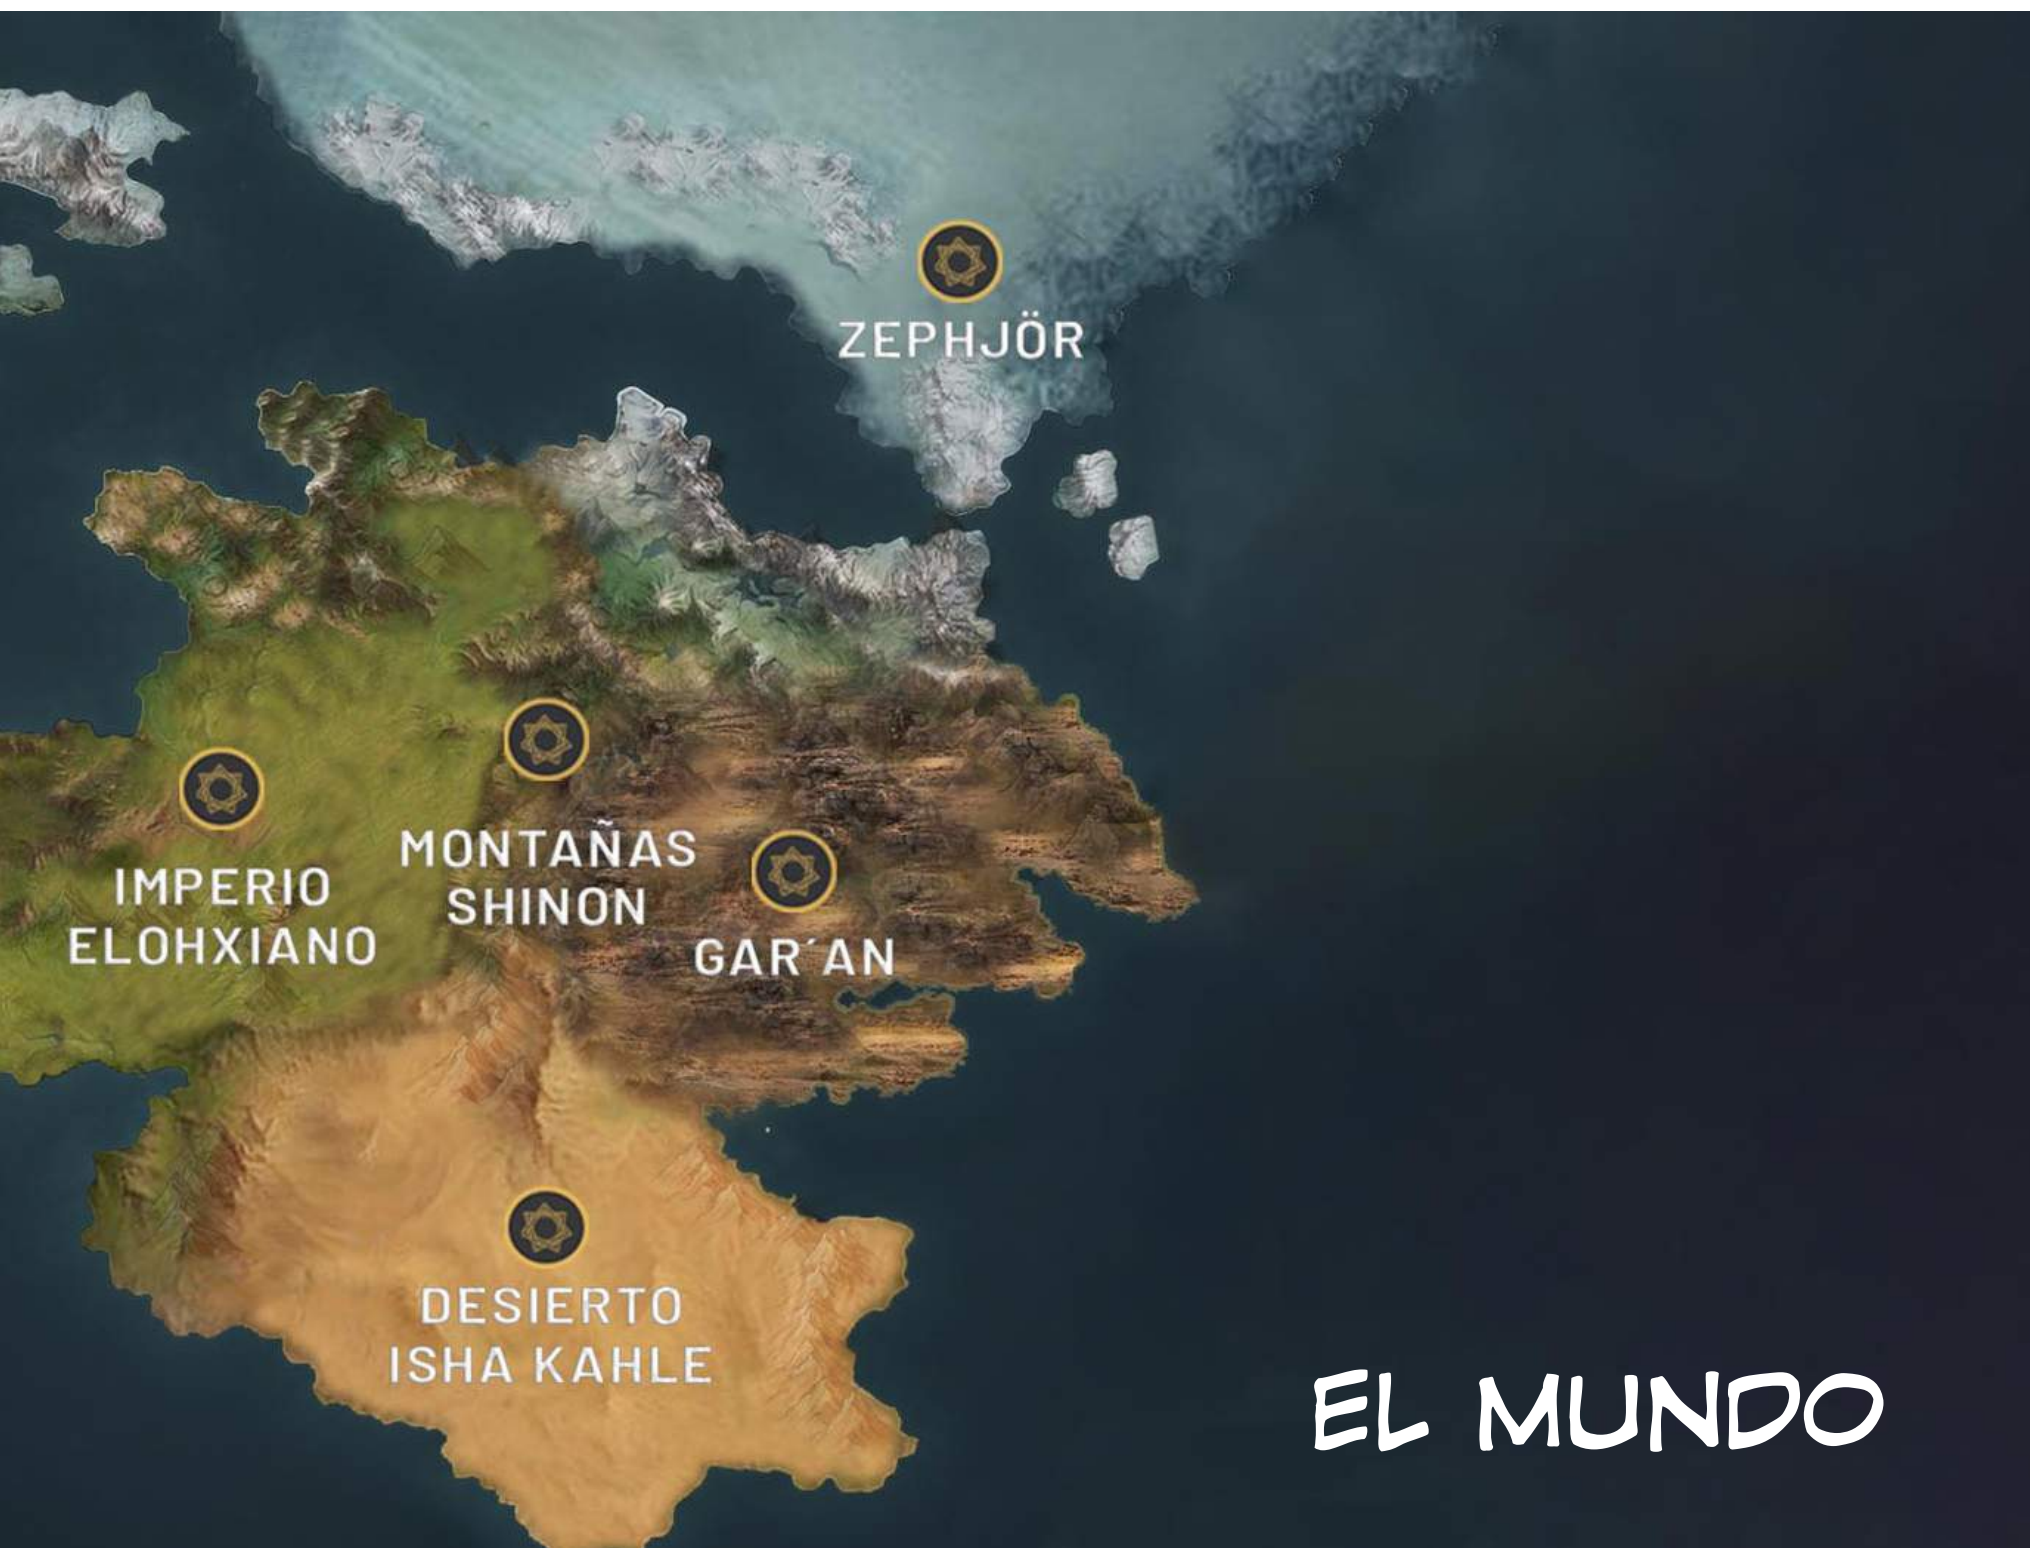 ZEPHJÖR
MONTAÑAS
SHINON
IMPERIO
ELOHXIANO
GAR´AN
DESIERTO
ISHA KAHLE
EL MUNDO